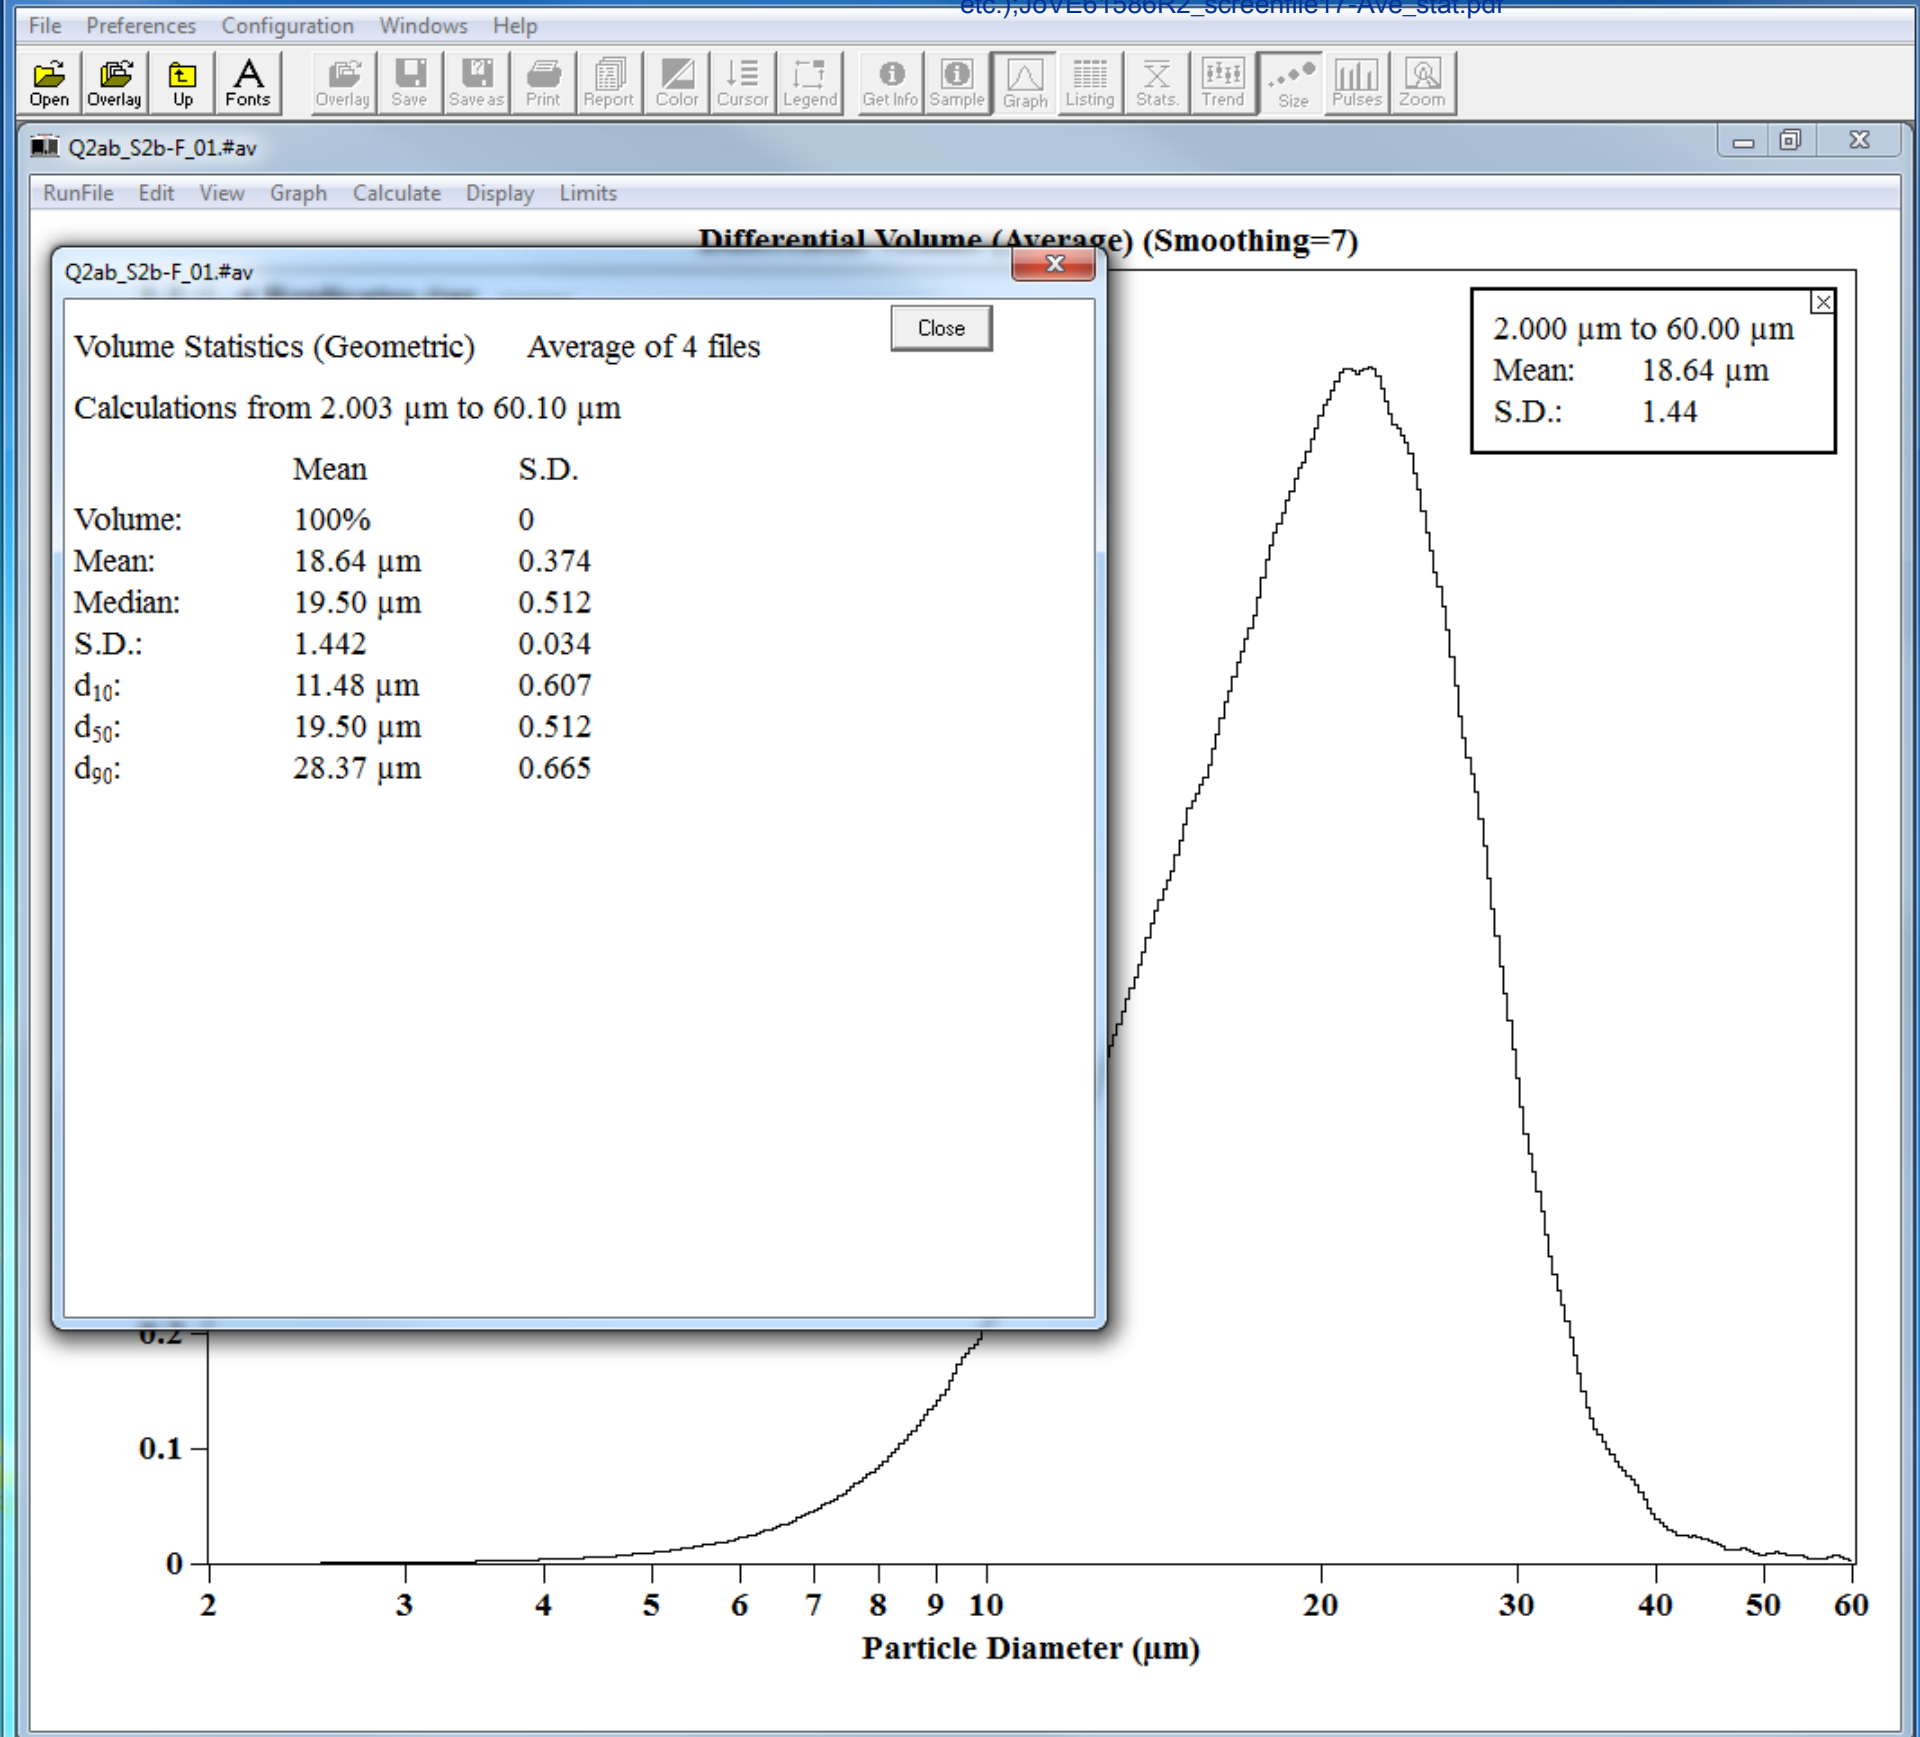 etc.);JoVE61586R2_screenfile17-Ave_stat.pdf
File Preferences Configuration Windows Help
Open Overlay Up Fonts Overlay Save Save as Print Report Color Cursor Legend Get Info Sample Graph Listing Stats. Trend Size Pulses Zoom
Q2ab_S2b-F_01.#av
RunFile Edit View Graph Calculate Display Limits
Differential Volume (Average) (Smoothing=7)
Q2ab_S2b-F_01.#av
Close
Volume Statistics (Geometric) Average of 4 files
Calculations from 2.003 µm to 60.10 µm
Mean S.D.
Volume: 100% 0
Mean: 18.64 µm 0.374
Median: 19.50 µm 0.512
S.D.: 1.442 0.034
d10: 11.48 µm 0.607
d50: 19.50 µm 0.512
d90: 28.37 µm 0.665
2.000 µm to 60.00 µm
Mean: 18.64 µm
S.D.: 1.44
0.2
0.1
0
2 3 4 5 6 7 8 9 10 20 30 40 50 60
Particle Diameter (µm)